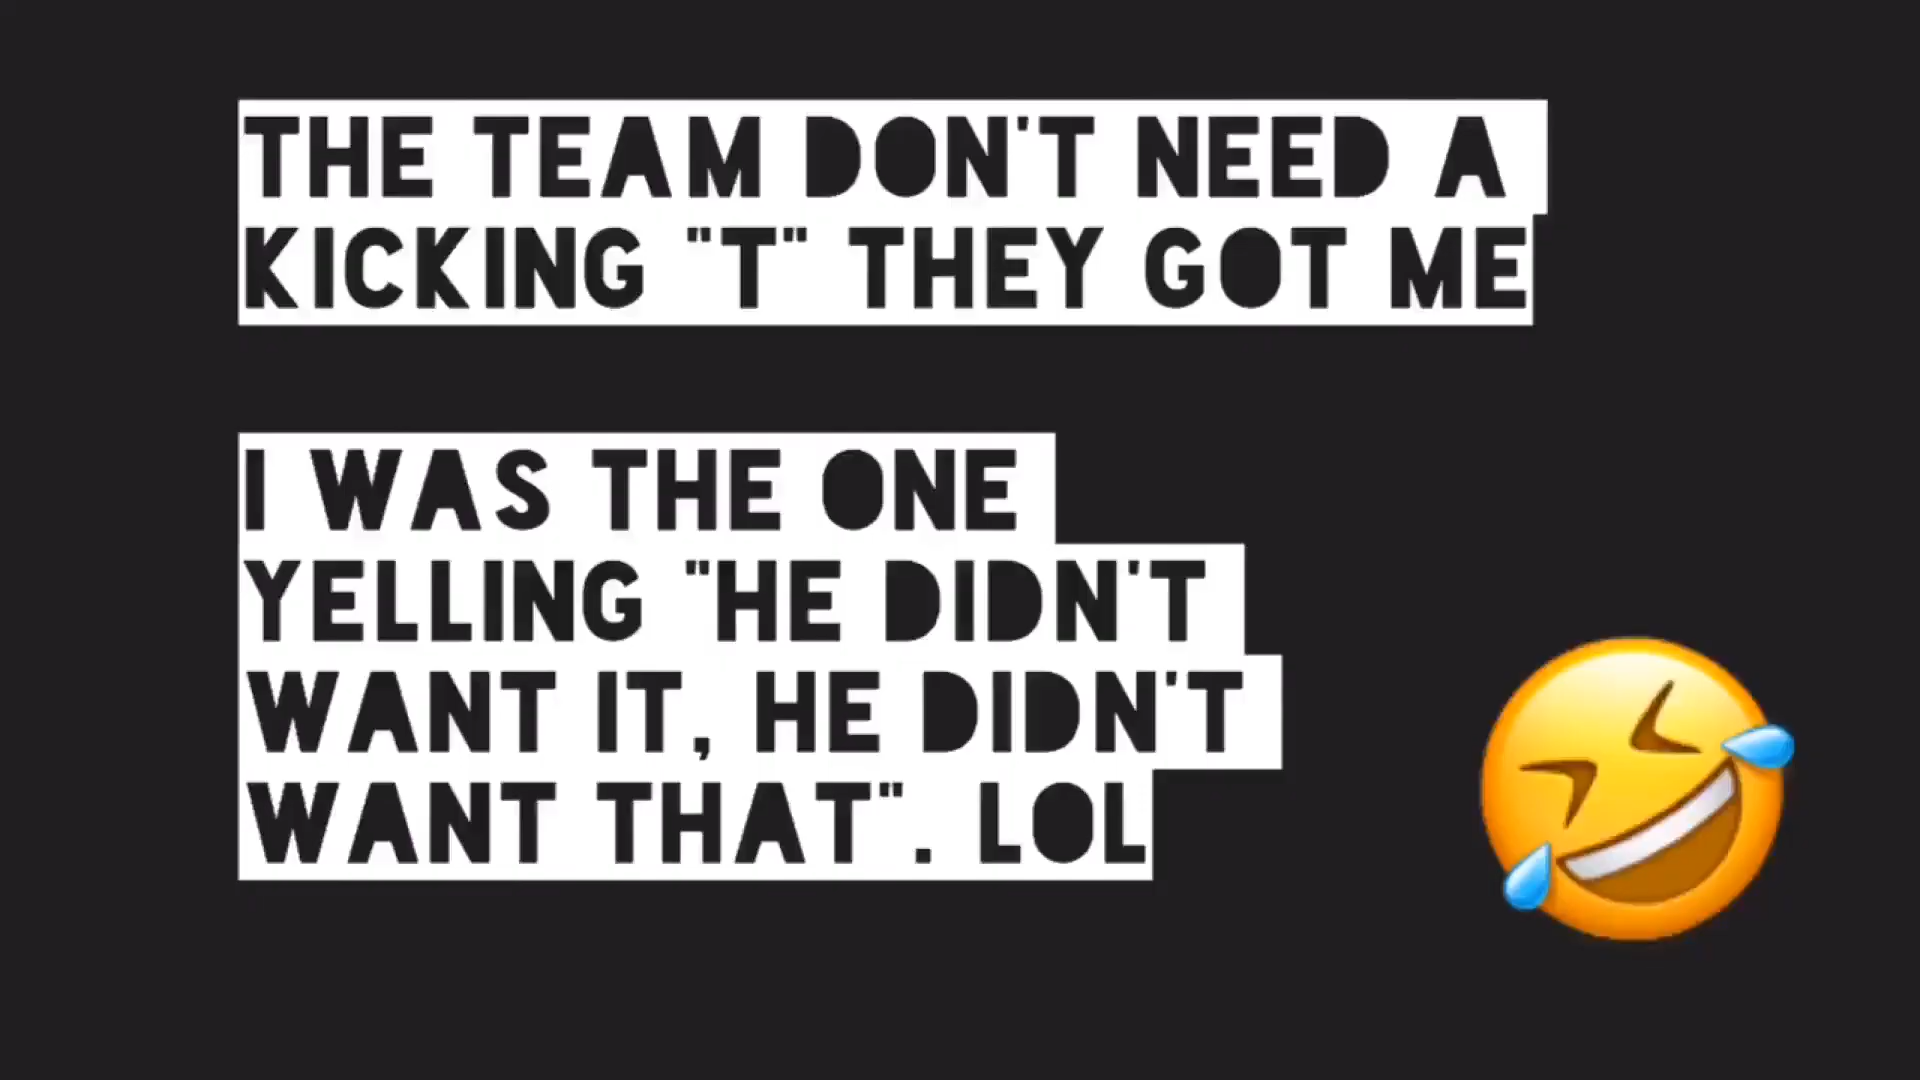 THE TEAM DON'T NEED A
KICKING "T" THEY GOT ME
I WAS THE ONE
YELLING "HE DIDN'T
WANT IT, HE DIDN'T
WANT THAT". LOL